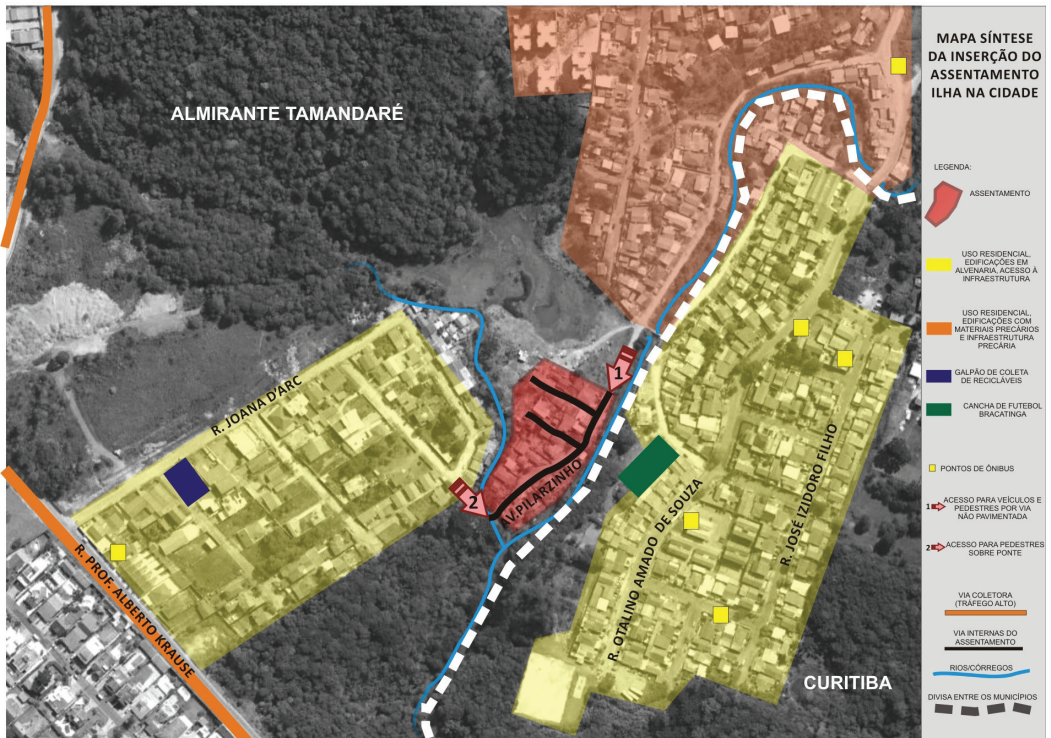 ALMIRANTE TAMANDARÉ
R. JOANA D'ARC
R. PROF. ALBERTO KRAUSE
AV.PILARZINHO
1
2
R. OTALINO AMADO DE SOUZA
R. JOSÉ IZIDORO FILHO
CURITIBA
MAPA SÍNTESE
DA INSERÇÃO DO
ASSENTAMENTO
ILHA NA CIDADE
LEGENDA:
ASSENTAMENTO
USO RESIDENCIAL,
EDIFICAÇÕES EM
ALVENARIA, ACESSO À
INFRAESTRUTURA
USO RESIDENCIAL,
EDIFICAÇÕES COM
MATERIAIS PRECÁRIOS
E INFRAESTRUTURA
PRECÁRIA
GALPÃO DE COLETA
DE RECICLÁVEIS
CANCHA DE FUTEBOL
BRACATINGA
PONTOS DE ÔNIBUS
1 ACESSO PARA VEÍCULOS E
PEDESTRES POR VIA
NÃO PAVIMENTADA
2 ACESSO PARA PEDESTRES
SOBRE PONTE
VIA COLETORA
(TRÁFEGO ALTO)
VIA INTERNAS DO
ASSENTAMENTO
RIOS/CÓRREGOS
DIVISA ENTRE OS MUNICÍPIOS